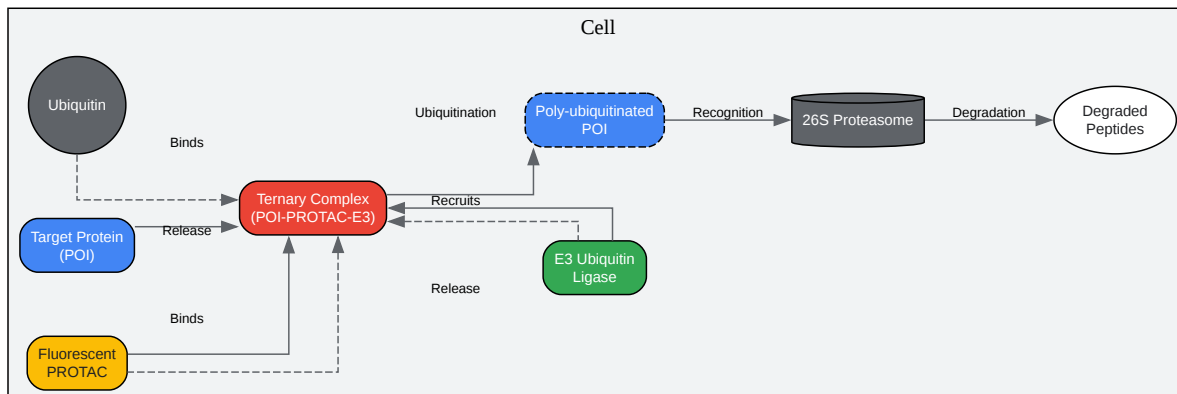 Cell
Ubiquitin
Binds
Target Protein
(POI)
Release
Fluorescent
PROTAC
Binds
Ternary Complex
(POI-PROTAC-E3)
Ubiquitination
Recruits
Release
E3 Ubiquitin
Ligase
Poly-ubiquitinated
POI
Recognition
26S Proteasome
Degradation
Degraded
Peptides